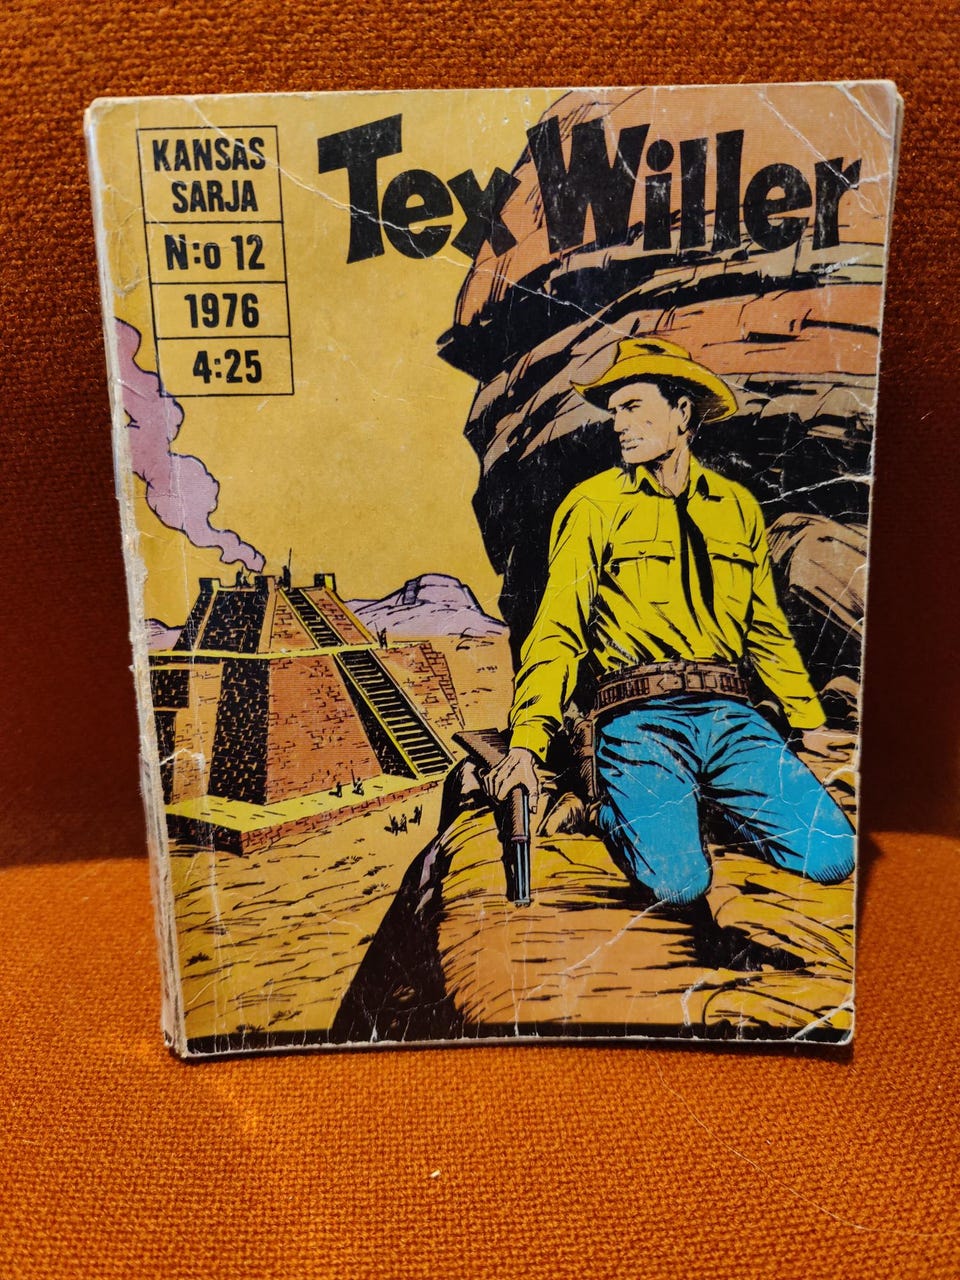 KANSAS
SARJA
N:o 12
1976
4:25
Tex Willer